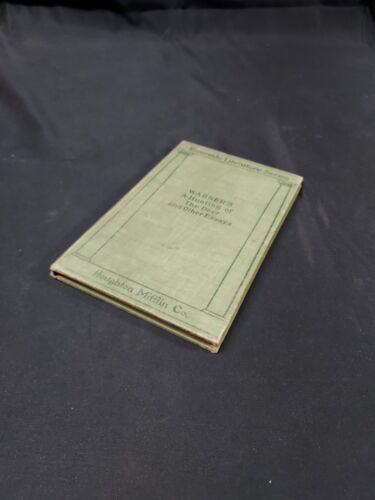 Riverside Literature Series
WARNER'S
A-Hunting of
The Deer
and Other Essays
Houghton Mifflin Co.